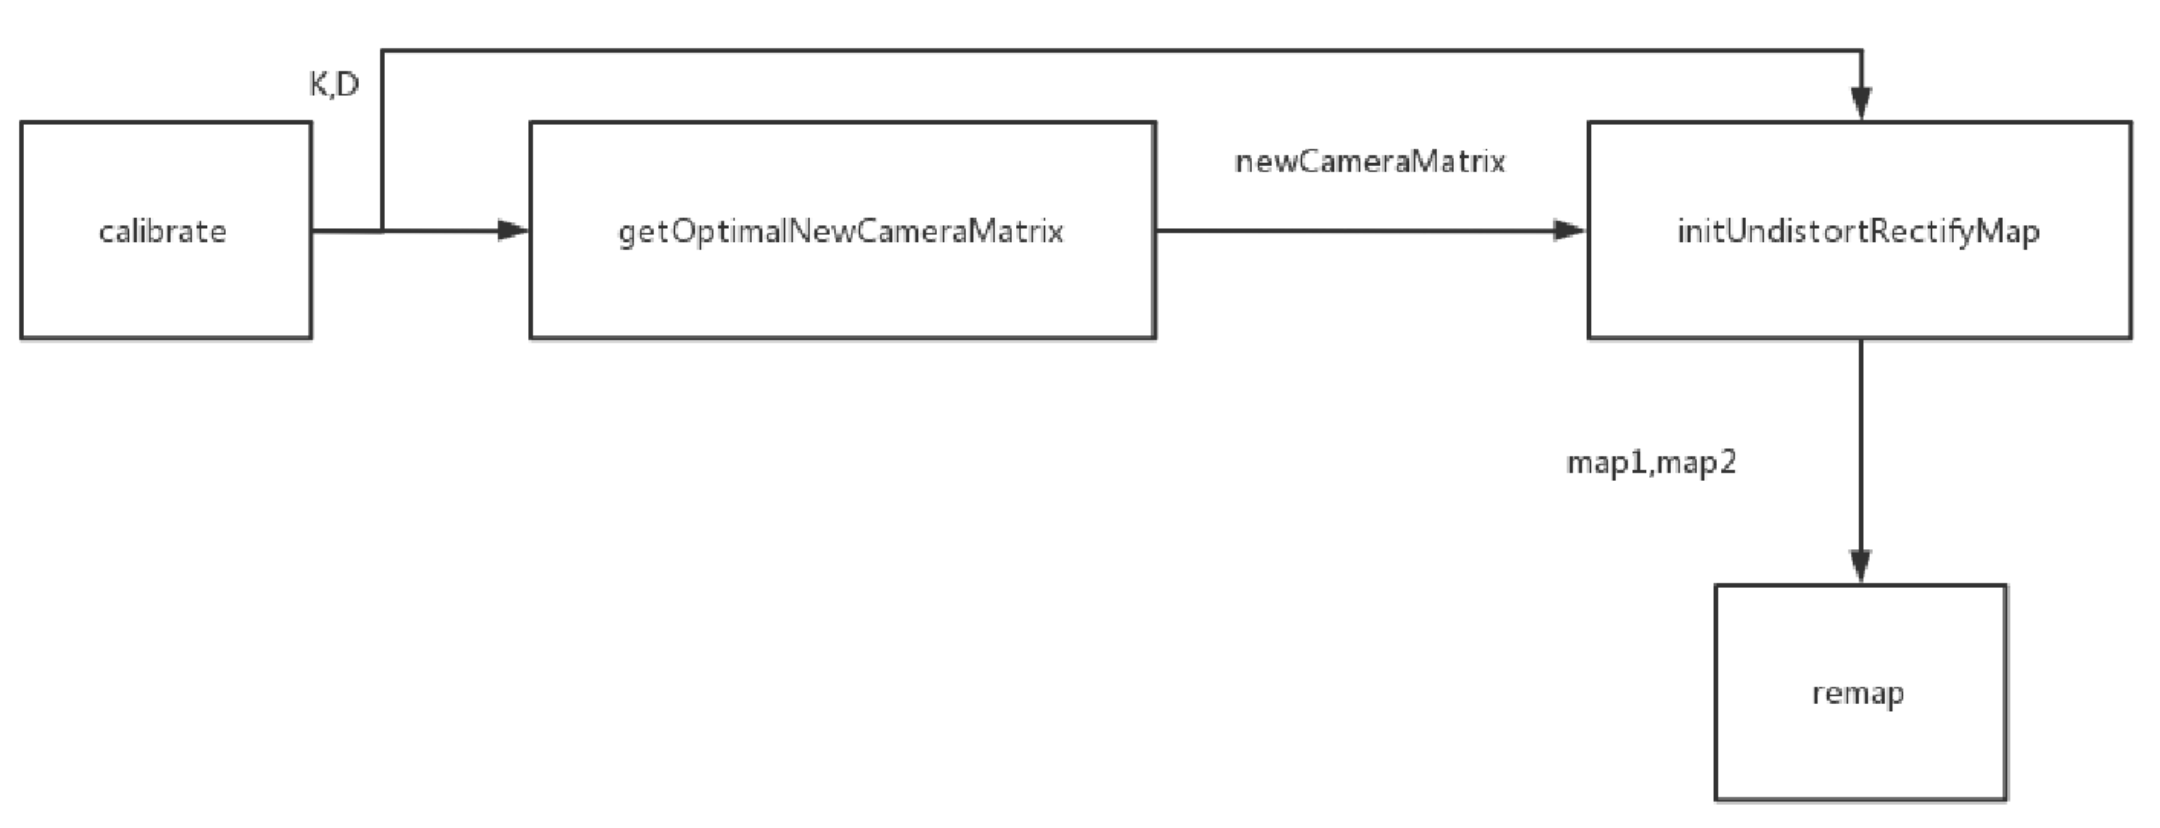 K,D
calibrate
getOptimalNewCameraMatrix
newCameraMatrix
initUndistortRectifyMap
map1,map2
remap